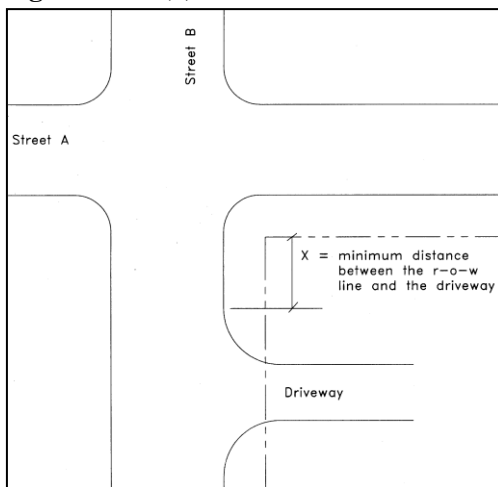 Street B
Street A
X = minimum distance
between the r-o-w
line and the driveway
Driveway